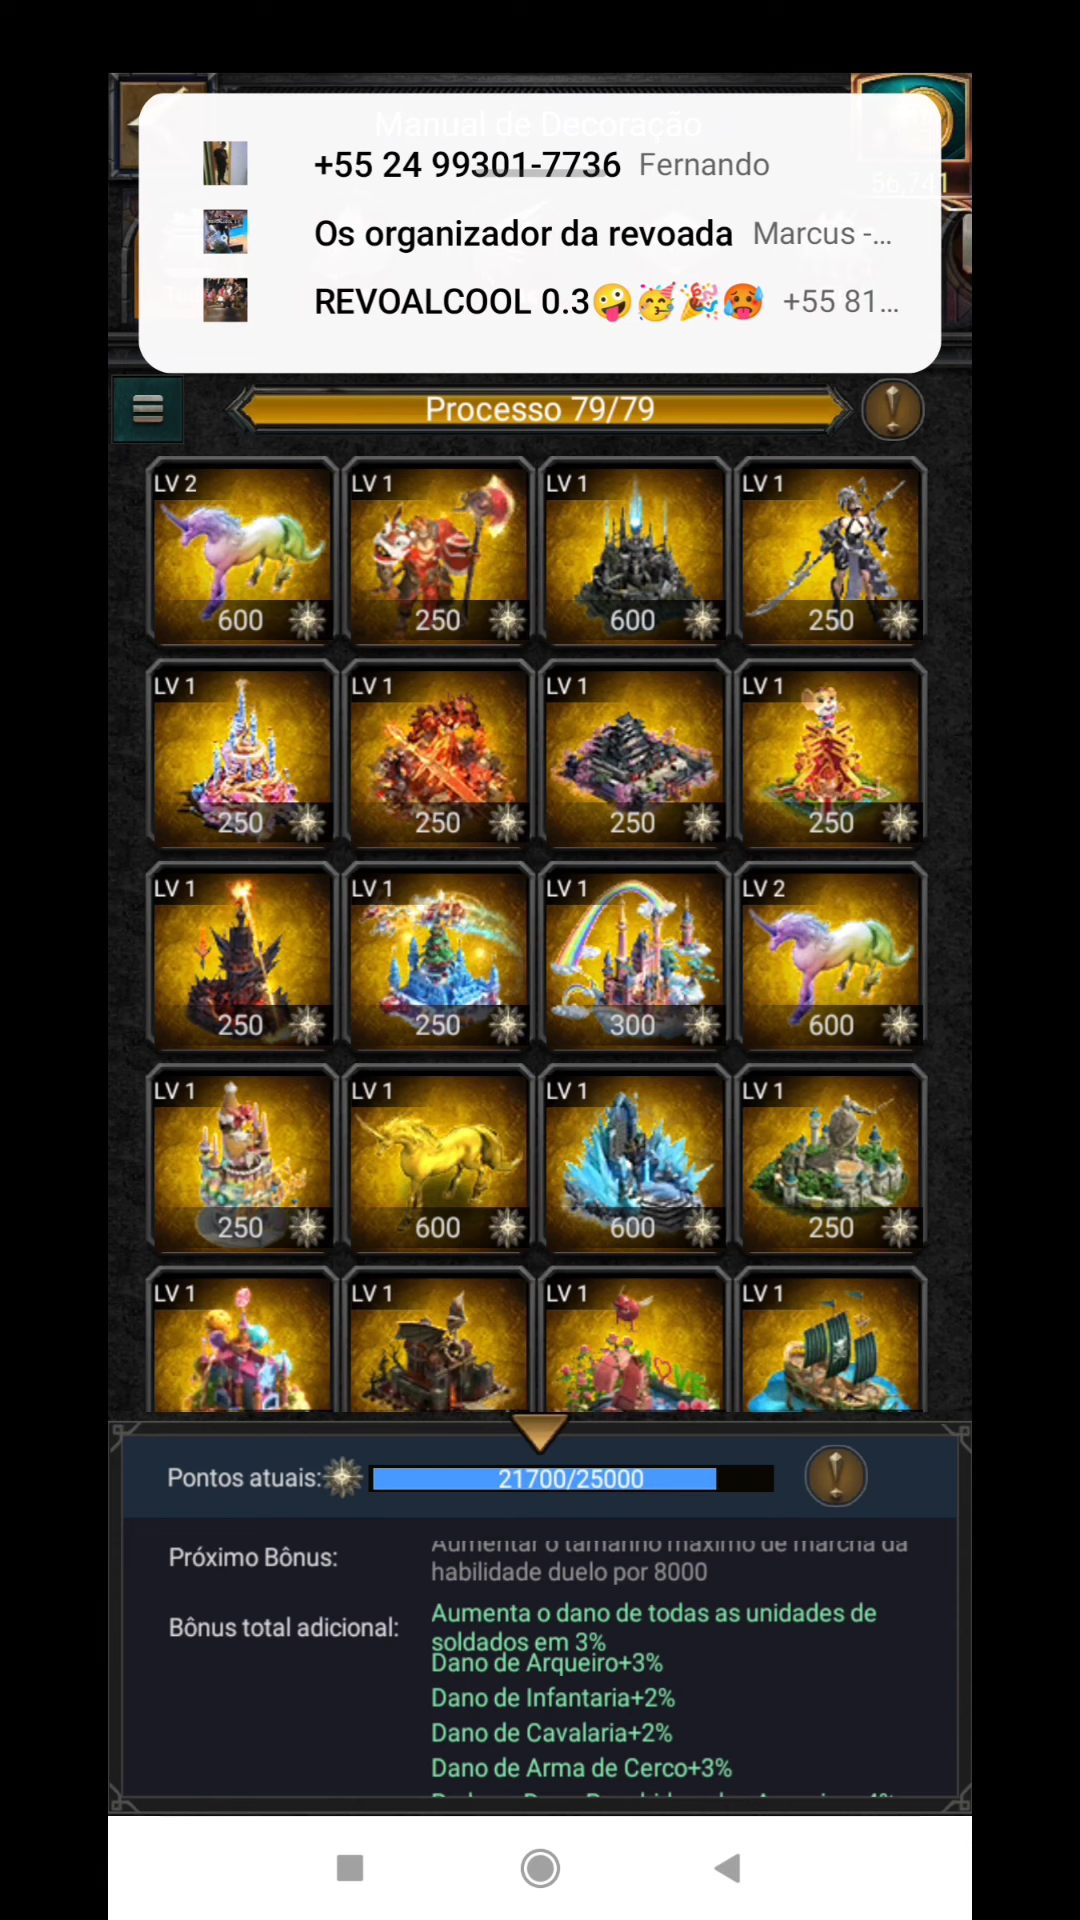 Manual de Decoração
+55 24 99301-7736 Fernando
56,741
Os organizador da revoada Marcus -...
REVOALCOOL 0.3🤪🥳🎉🥵 +55 81...
Processo 79/79
LV 2 LV 1 LV 1 LV 1
600 250 600 250
LV 1 LV 1 LV 1 LV 1
250 250 250 250
LV 1 LV 1 LV 1 LV 2
250 250 300 600
LV 1 LV 1 LV 1 LV 1
250 600 600 250
LV 1 LV 1 LV 1 LV 1
Pontos atuais: 21700/25000
Próximo Bônus: Aumentar o tamanho máximo de marcha da
habilidade duelo por 8000
Bônus total adicional: Aumenta o dano de todas as unidades de
soldados em 3%
Dano de Arqueiro+3%
Dano de Infantaria+2%
Dano de Cavalaria+2%
Dano de Arma de Cerco+3%